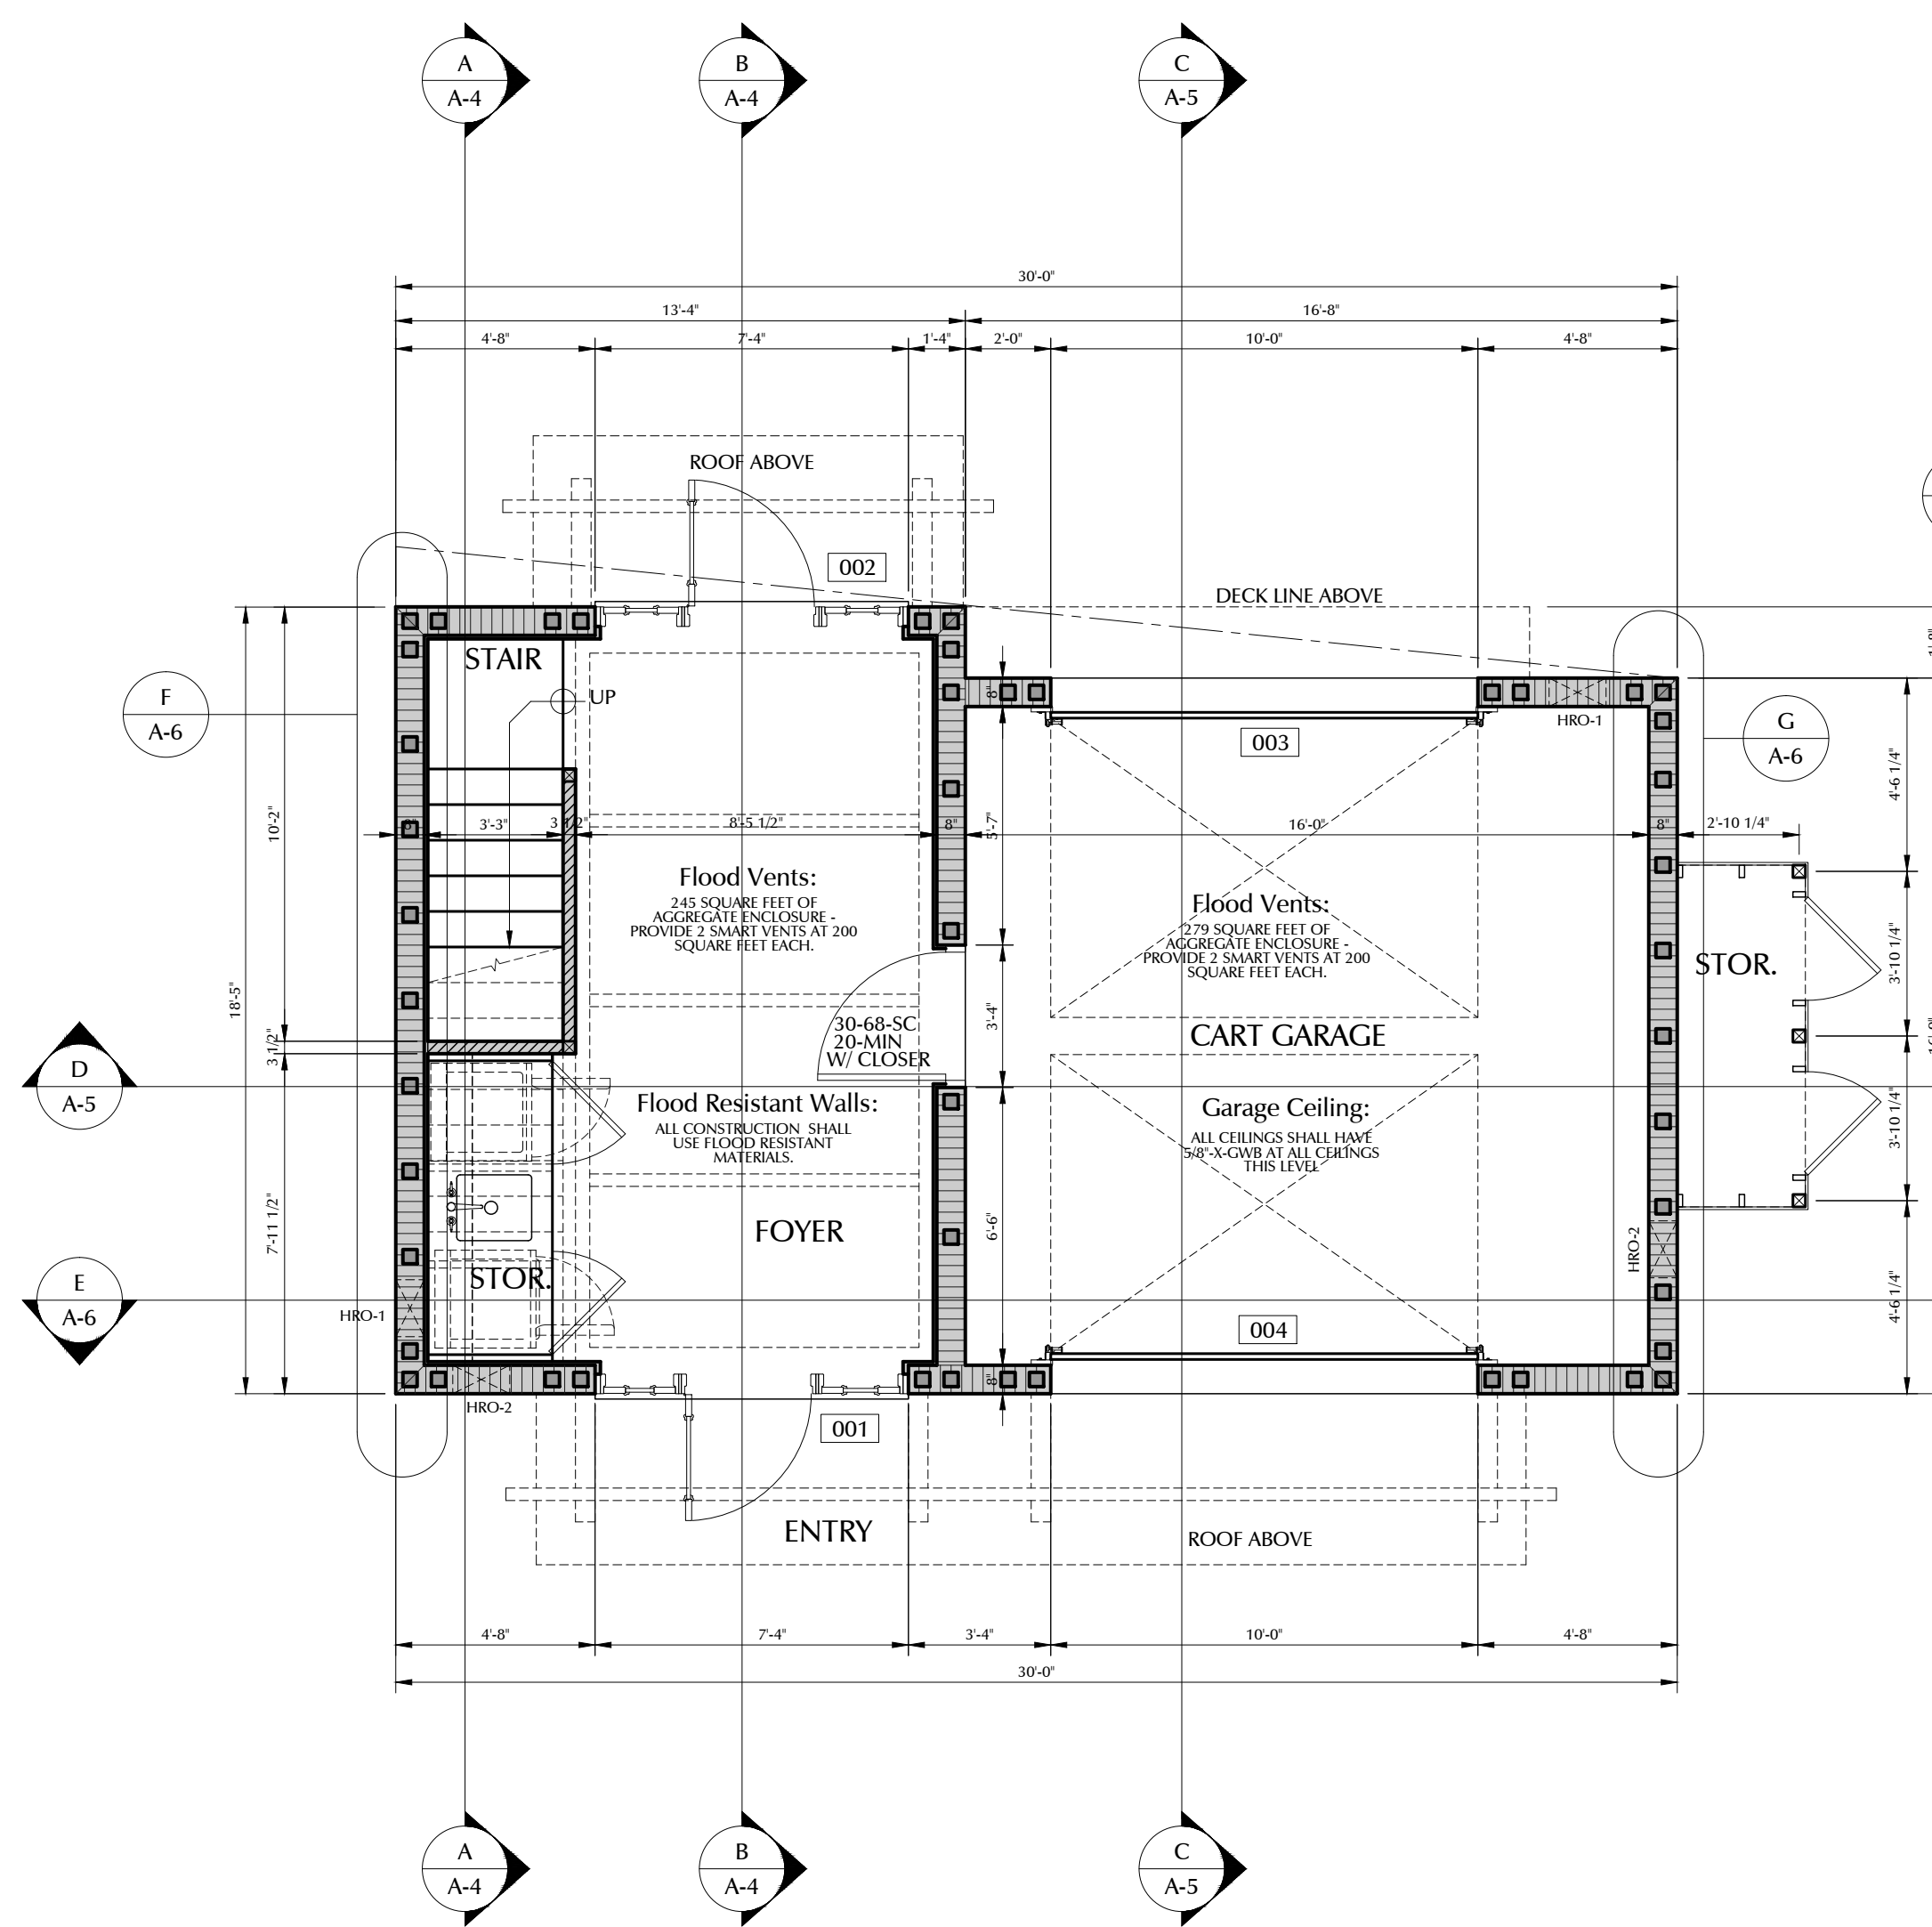 A
A-4
B
A-4
C
A-5
30'-0"
13'-4"
16'-8"
4'-8"
7'-4"
1'-4"
2'-0"
10'-0"
4'-8"
ROOF ABOVE
002
DECK LINE ABOVE
STAIR
UP
F
A-6
8"
HRO-1
003
G
A-6
4'-6 1/4"
10'-2"
8"
3'-3"
3 1/2"
8'-5 1/2"
8"
5'-7"
16'-0"
8"
2'-10 1/4"
Flood Vents:
245 SQUARE FEET OF
AGGREGATE ENCLOSURE -
PROVIDE 2 SMART VENTS AT 200
SQUARE FEET EACH.
Flood Vents:
279 SQUARE FEET OF
AGGREGATE ENCLOSURE -
PROVIDE 2 SMART VENTS AT 200
SQUARE FEET EACH.
STOR.
3'-10 1/4"
18'-5"
3'-4"
30-68-SC
20-MIN
W/ CLOSER
CART GARAGE
3 1/2"
D
A-5
Flood Resistant Walls:
ALL CONSTRUCTION SHALL
USE FLOOD RESISTANT
MATERIALS.
Garage Ceiling:
ALL CEILINGS SHALL HAVE
5/8"-X-GWB AT ALL CEILINGS
THIS LEVEL
3'-10 1/4"
7'-11 1/2"
6'-6"
FOYER
HRO-2
STOR.
E
A-6
HRO-1
004
4'-6 1/4"
8"
HRO-2
001
ENTRY
ROOF ABOVE
4'-8"
7'-4"
3'-4"
10'-0"
4'-8"
30'-0"
A
A-4
B
A-4
C
A-5